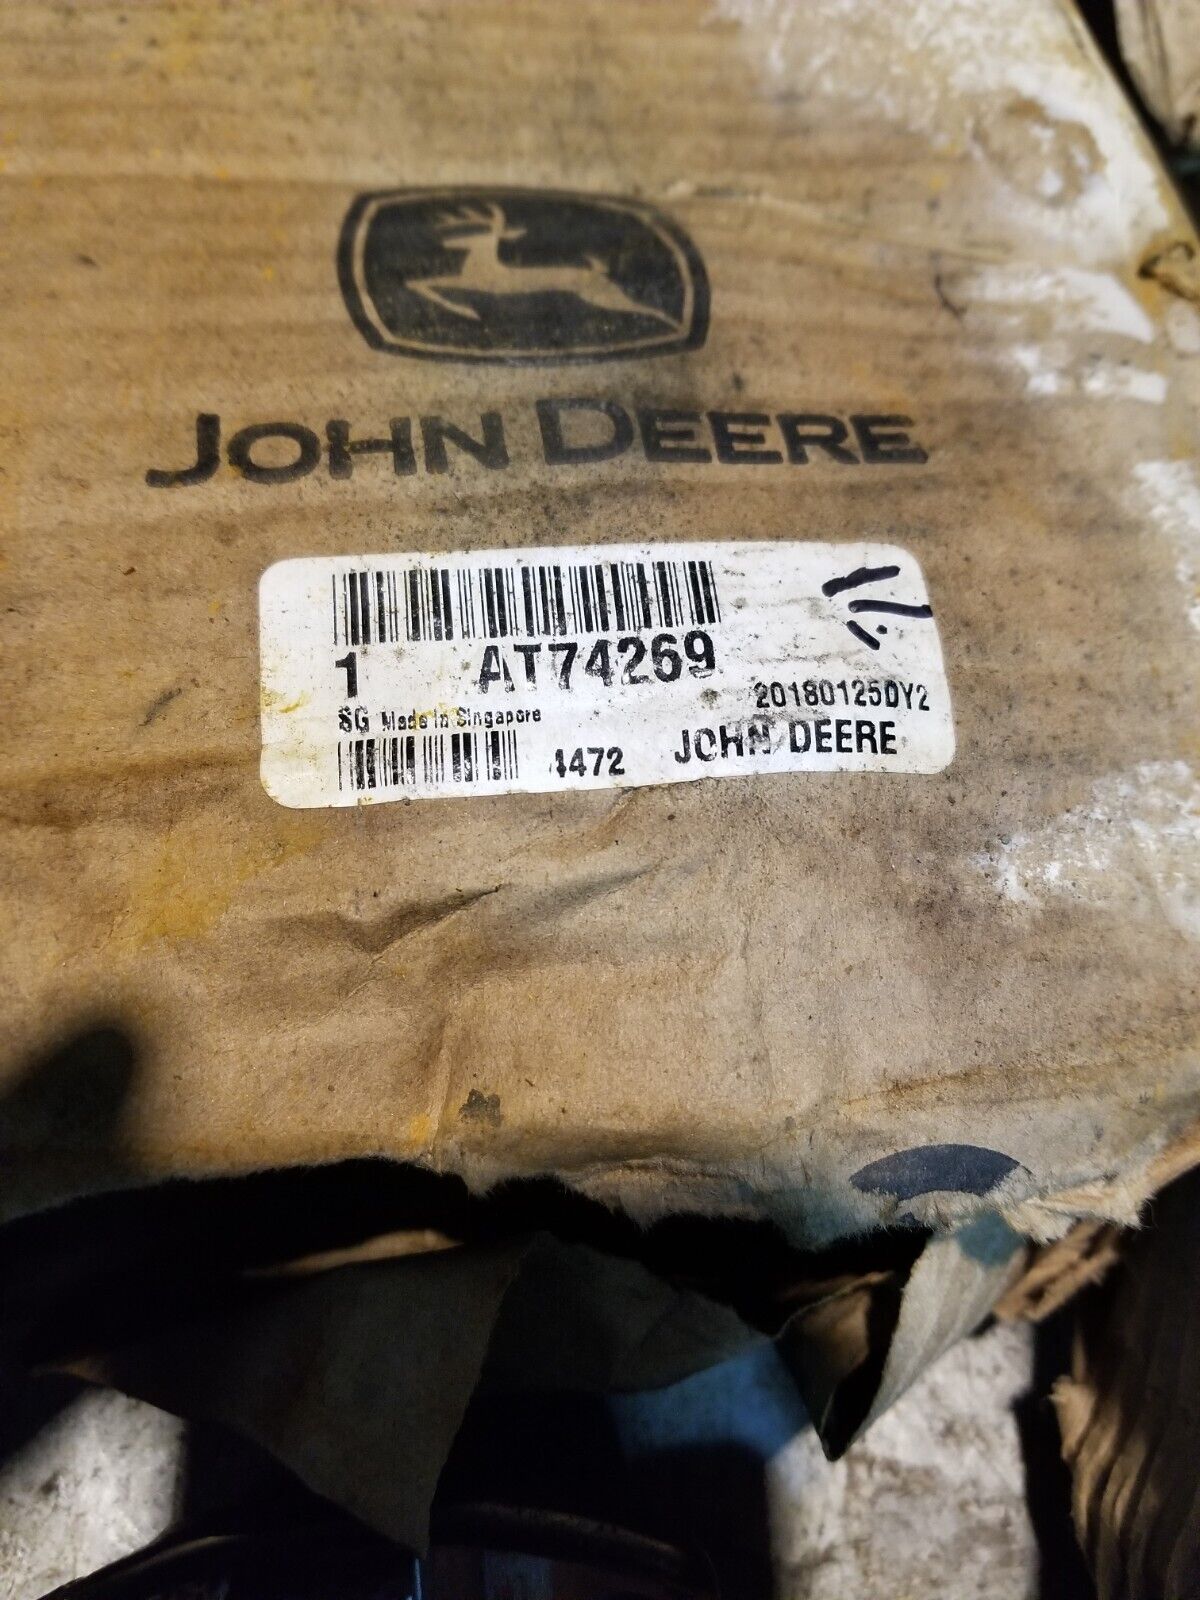 JOHN DEERE
1 AT74269
20180125DY2
SG Made in Singapore
4472 JOHN DEERE